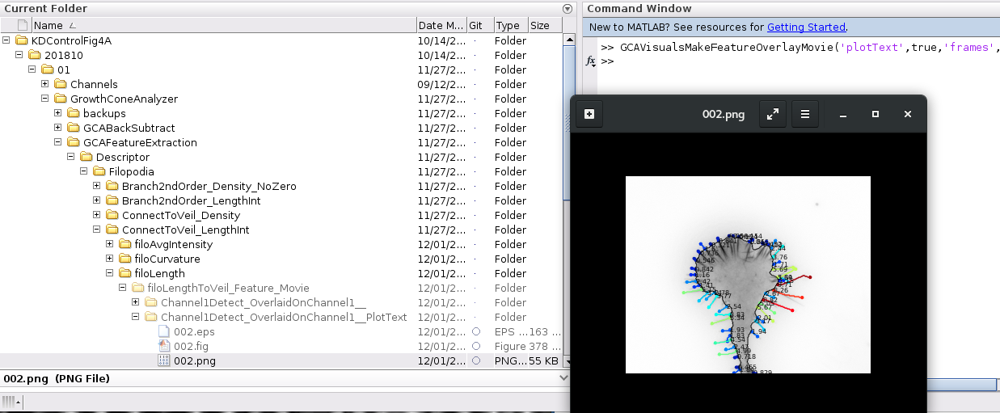 Current Folder
Name Date M... Git Type Size
KDControlFig4A 10/14/2... Folder
201810 10/14/2... Folder
01 11/27/2... Folder
Channels 09/12/2... Folder
GrowthConeAnalyzer 11/27/2... Folder
backups 11/27/2... Folder
GCABackSubtract 11/27/2... Folder
GCAFeatureExtraction 11/27/2... Folder
Descriptor 11/27/2... Folder
Filopodia 11/27/2... Folder
Branch2ndOrder_Density_NoZero 11/27/2... Folder
Branch2ndOrder_LengthInt 11/27/2... Folder
ConnectToVeil_Density 11/27/2... Folder
ConnectToVeil_LengthInt 11/27/2... Folder
filoAvgIntensity 12/01/2... Folder
filoCurvature 12/01/2... Folder
filoLength 12/01/2... Folder
filoLengthToVeil_Feature_Movie 12/01/2... Folder
Channel1Detect_OverlaidOnChannel1__ 12/01/2... Folder
Channel1Detect_OverlaidOnChannel1__PlotText 12/01/2... Folder
002.eps 12/01/2... EPS ... 163 ...
002.fig 12/01/2... Figure 378 ...
002.png 12/01/2... PNG... 55 KB
002.png (PNG File)
Command Window
New to MATLAB? See resources for Getting Started.
>> GCAVisualsMakeFeatureOverlayMovie('plotText',true,'frames',
fx >>
002.png
2.44
3.76
5.69
2.54
5.67
2.01
1.94
4.54
0.718